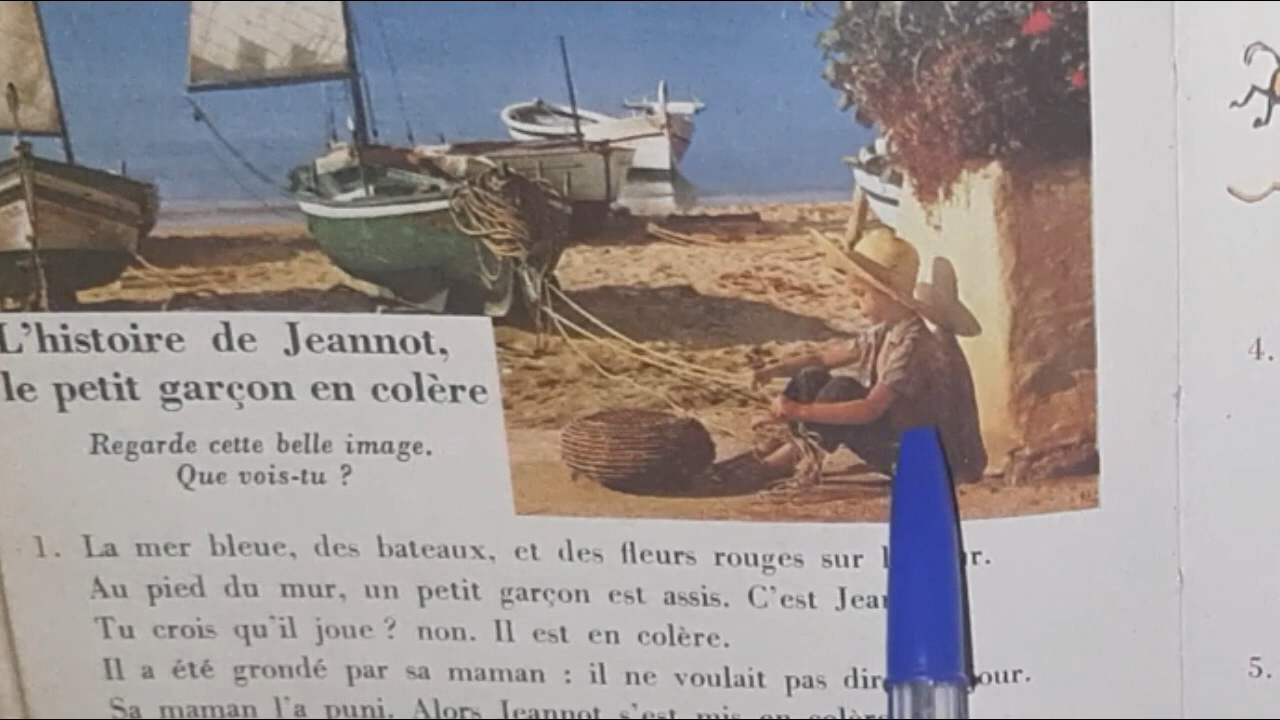 L'histoire de Jeannot,
le petit garçon en colère
Regarde cette belle image.
Que vois-tu ?
1. La mer bleue, des bateaux, et des fleurs rouges sur
Au pied du mur, un petit garçon est assis. C'est
Tu crois qu'il joue ? non. Il est en colère.
Il a été grondé par sa maman : il ne voulait pas
Sa maman l'a puni. Alors Jeannot s'est mis en
4.
5.